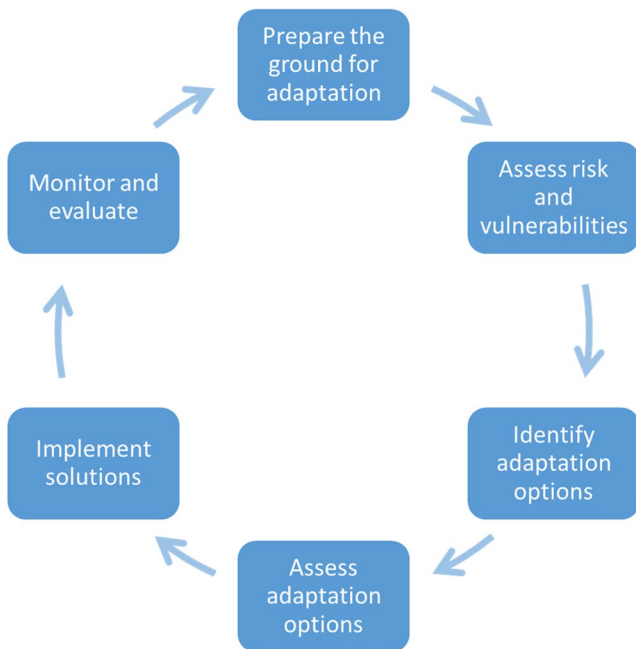 Prepare the
ground for
adaptation
Assess risk
and
vulnerabilities
Identify
adaptation
options
Assess
adaptation
options
Implement
solutions
Monitor and
evaluate